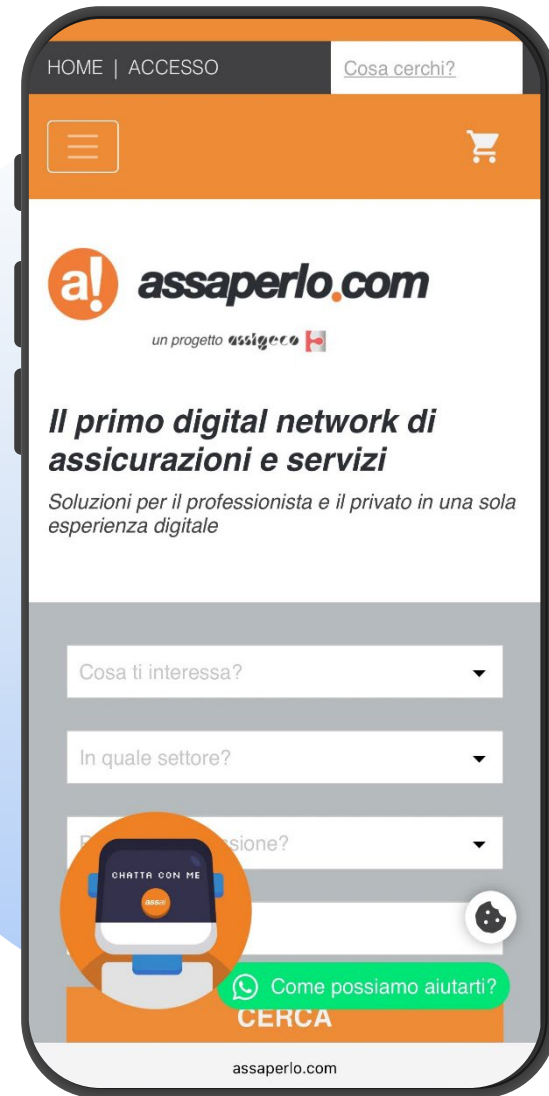 HOME | ACCESSO
Cosa cerchi?
a! assaperlo.com
un progetto assigeco
Il primo digital network di
assicurazioni e servizi
Soluzioni per il professionista e il privato in una sola
esperienza digitale
Cosa ti interessa?
In quale settore?
CHATTA CON ME
Come possiamo aiutarti?
CERCA
assaperlo.com